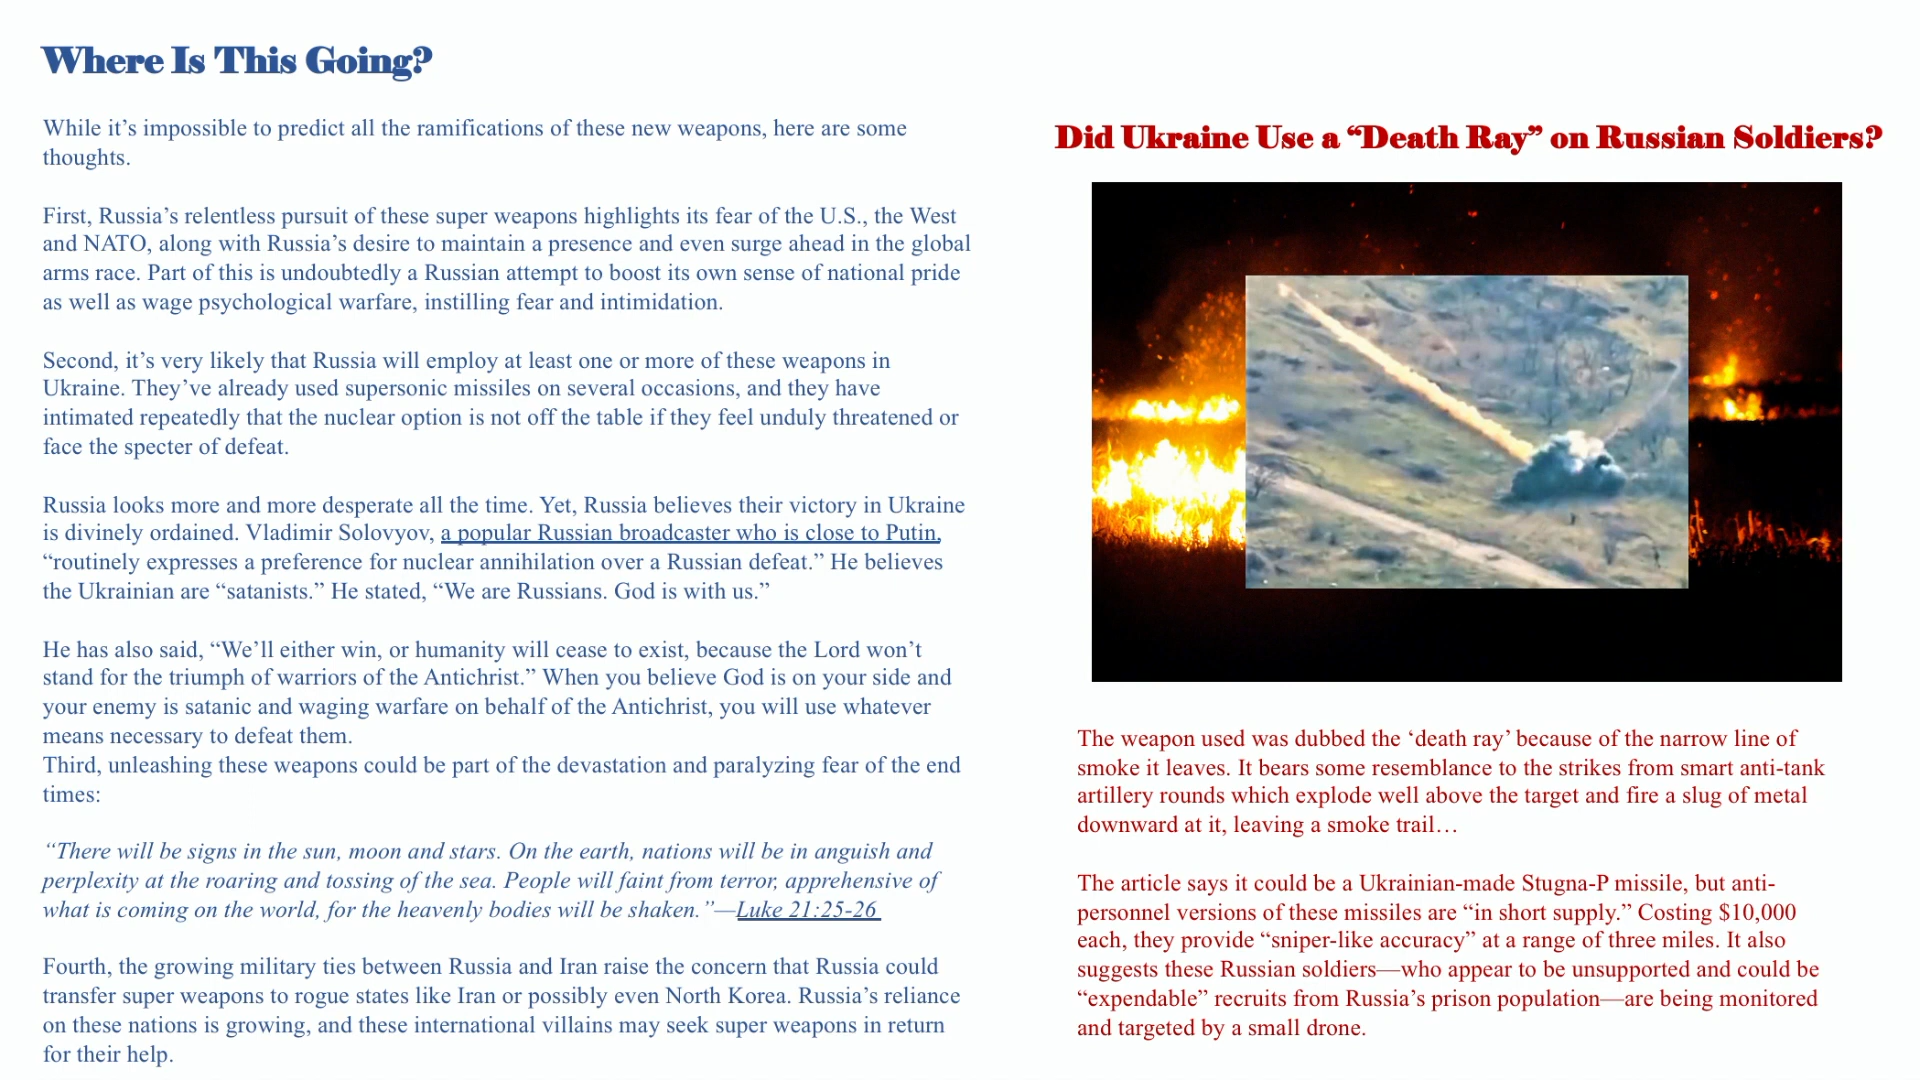 Where Is This Going?
While it’s impossible to predict all the ramifications of these new weapons, here are some
thoughts.
First, Russia’s relentless pursuit of these super weapons highlights its fear of the U.S., the West
and NATO, along with Russia’s desire to maintain a presence and even surge ahead in the global
arms race. Part of this is undoubtedly a Russian attempt to boost its own sense of national pride
as well as wage psychological warfare, instilling fear and intimidation.
Second, it’s very likely that Russia will employ at least one or more of these weapons in
Ukraine. They’ve already used supersonic missiles on several occasions, and they have
intimated repeatedly that the nuclear option is not off the table if they feel unduly threatened or
face the specter of defeat.
Russia looks more and more desperate all the time. Yet, Russia believes their victory in Ukraine
is divinely ordained. Vladimir Solovyov, a popular Russian broadcaster who is close to Putin,
“routinely expresses a preference for nuclear annihilation over a Russian defeat.” He believes
the Ukrainian are “satanists.” He stated, “We are Russians. God is with us.”
He has also said, “We’ll either win, or humanity will cease to exist, because the Lord won’t
stand for the triumph of warriors of the Antichrist.” When you believe God is on your side and
your enemy is satanic and waging warfare on behalf of the Antichrist, you will use whatever
means necessary to defeat them.
Third, unleashing these weapons could be part of the devastation and paralyzing fear of the end
times:
“There will be signs in the sun, moon and stars. On the earth, nations will be in anguish and
perplexity at the roaring and tossing of the sea. People will faint from terror, apprehensive of
what is coming on the world, for the heavenly bodies will be shaken.”—Luke 21:25-26
Fourth, the growing military ties between Russia and Iran raise the concern that Russia could
transfer super weapons to rogue states like Iran or possibly even North Korea. Russia’s reliance
on these nations is growing, and these international villains may seek super weapons in return
for their help.
Did Ukraine Use a “Death Ray” on Russian Soldiers?
The weapon used was dubbed the ‘death ray’ because of the narrow line of
smoke it leaves. It bears some resemblance to the strikes from smart anti-tank
artillery rounds which explode well above the target and fire a slug of metal
downward at it, leaving a smoke trail…
The article says it could be a Ukrainian-made Stugna-P missile, but anti-
personnel versions of these missiles are “in short supply.” Costing $10,000
each, they provide “sniper-like accuracy” at a range of three miles. It also
suggests these Russian soldiers—who appear to be unsupported and could be
“expendable” recruits from Russia’s prison population—are being monitored
and targeted by a small drone.